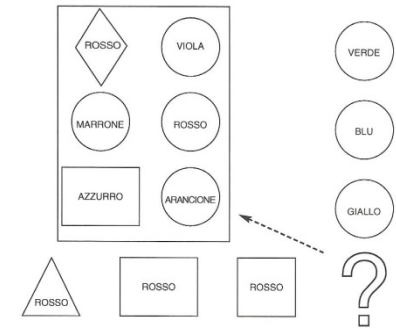 ROSSO VIOLA VERDE
MARRONE ROSSO BLU
AZZURRO ARANCIONE GIALLO
ROSSO ROSSO ROSSO ?